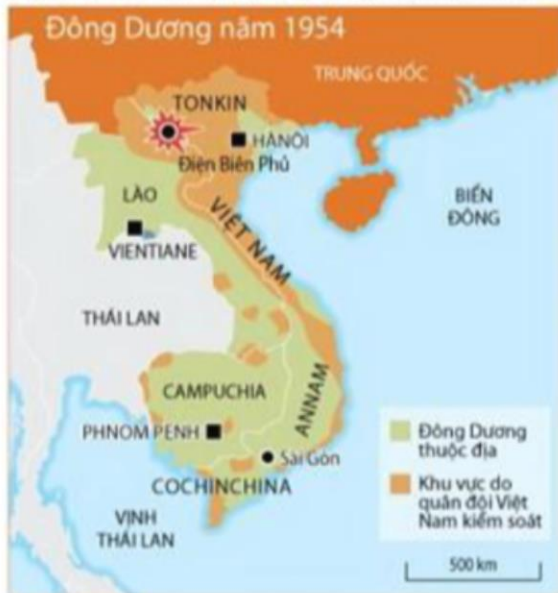 Đông Dương năm 1954
TRUNG QUỐC
TONKIN
HÀNỘI
Điện Biên Phủ
LÀO
VIỆT NAM
BIỂN
ĐÔNG
VIENTIANE
THÁI LAN
CAMPUCHIA
ANNAM
PHNOM PENH
Sài Gòn
COCHINCHINA
VỊNH
THÁI LAN
Đông Dương
thuộc địa
Khu vực do
quân đội Việt
Nam kiểm soát
500 km